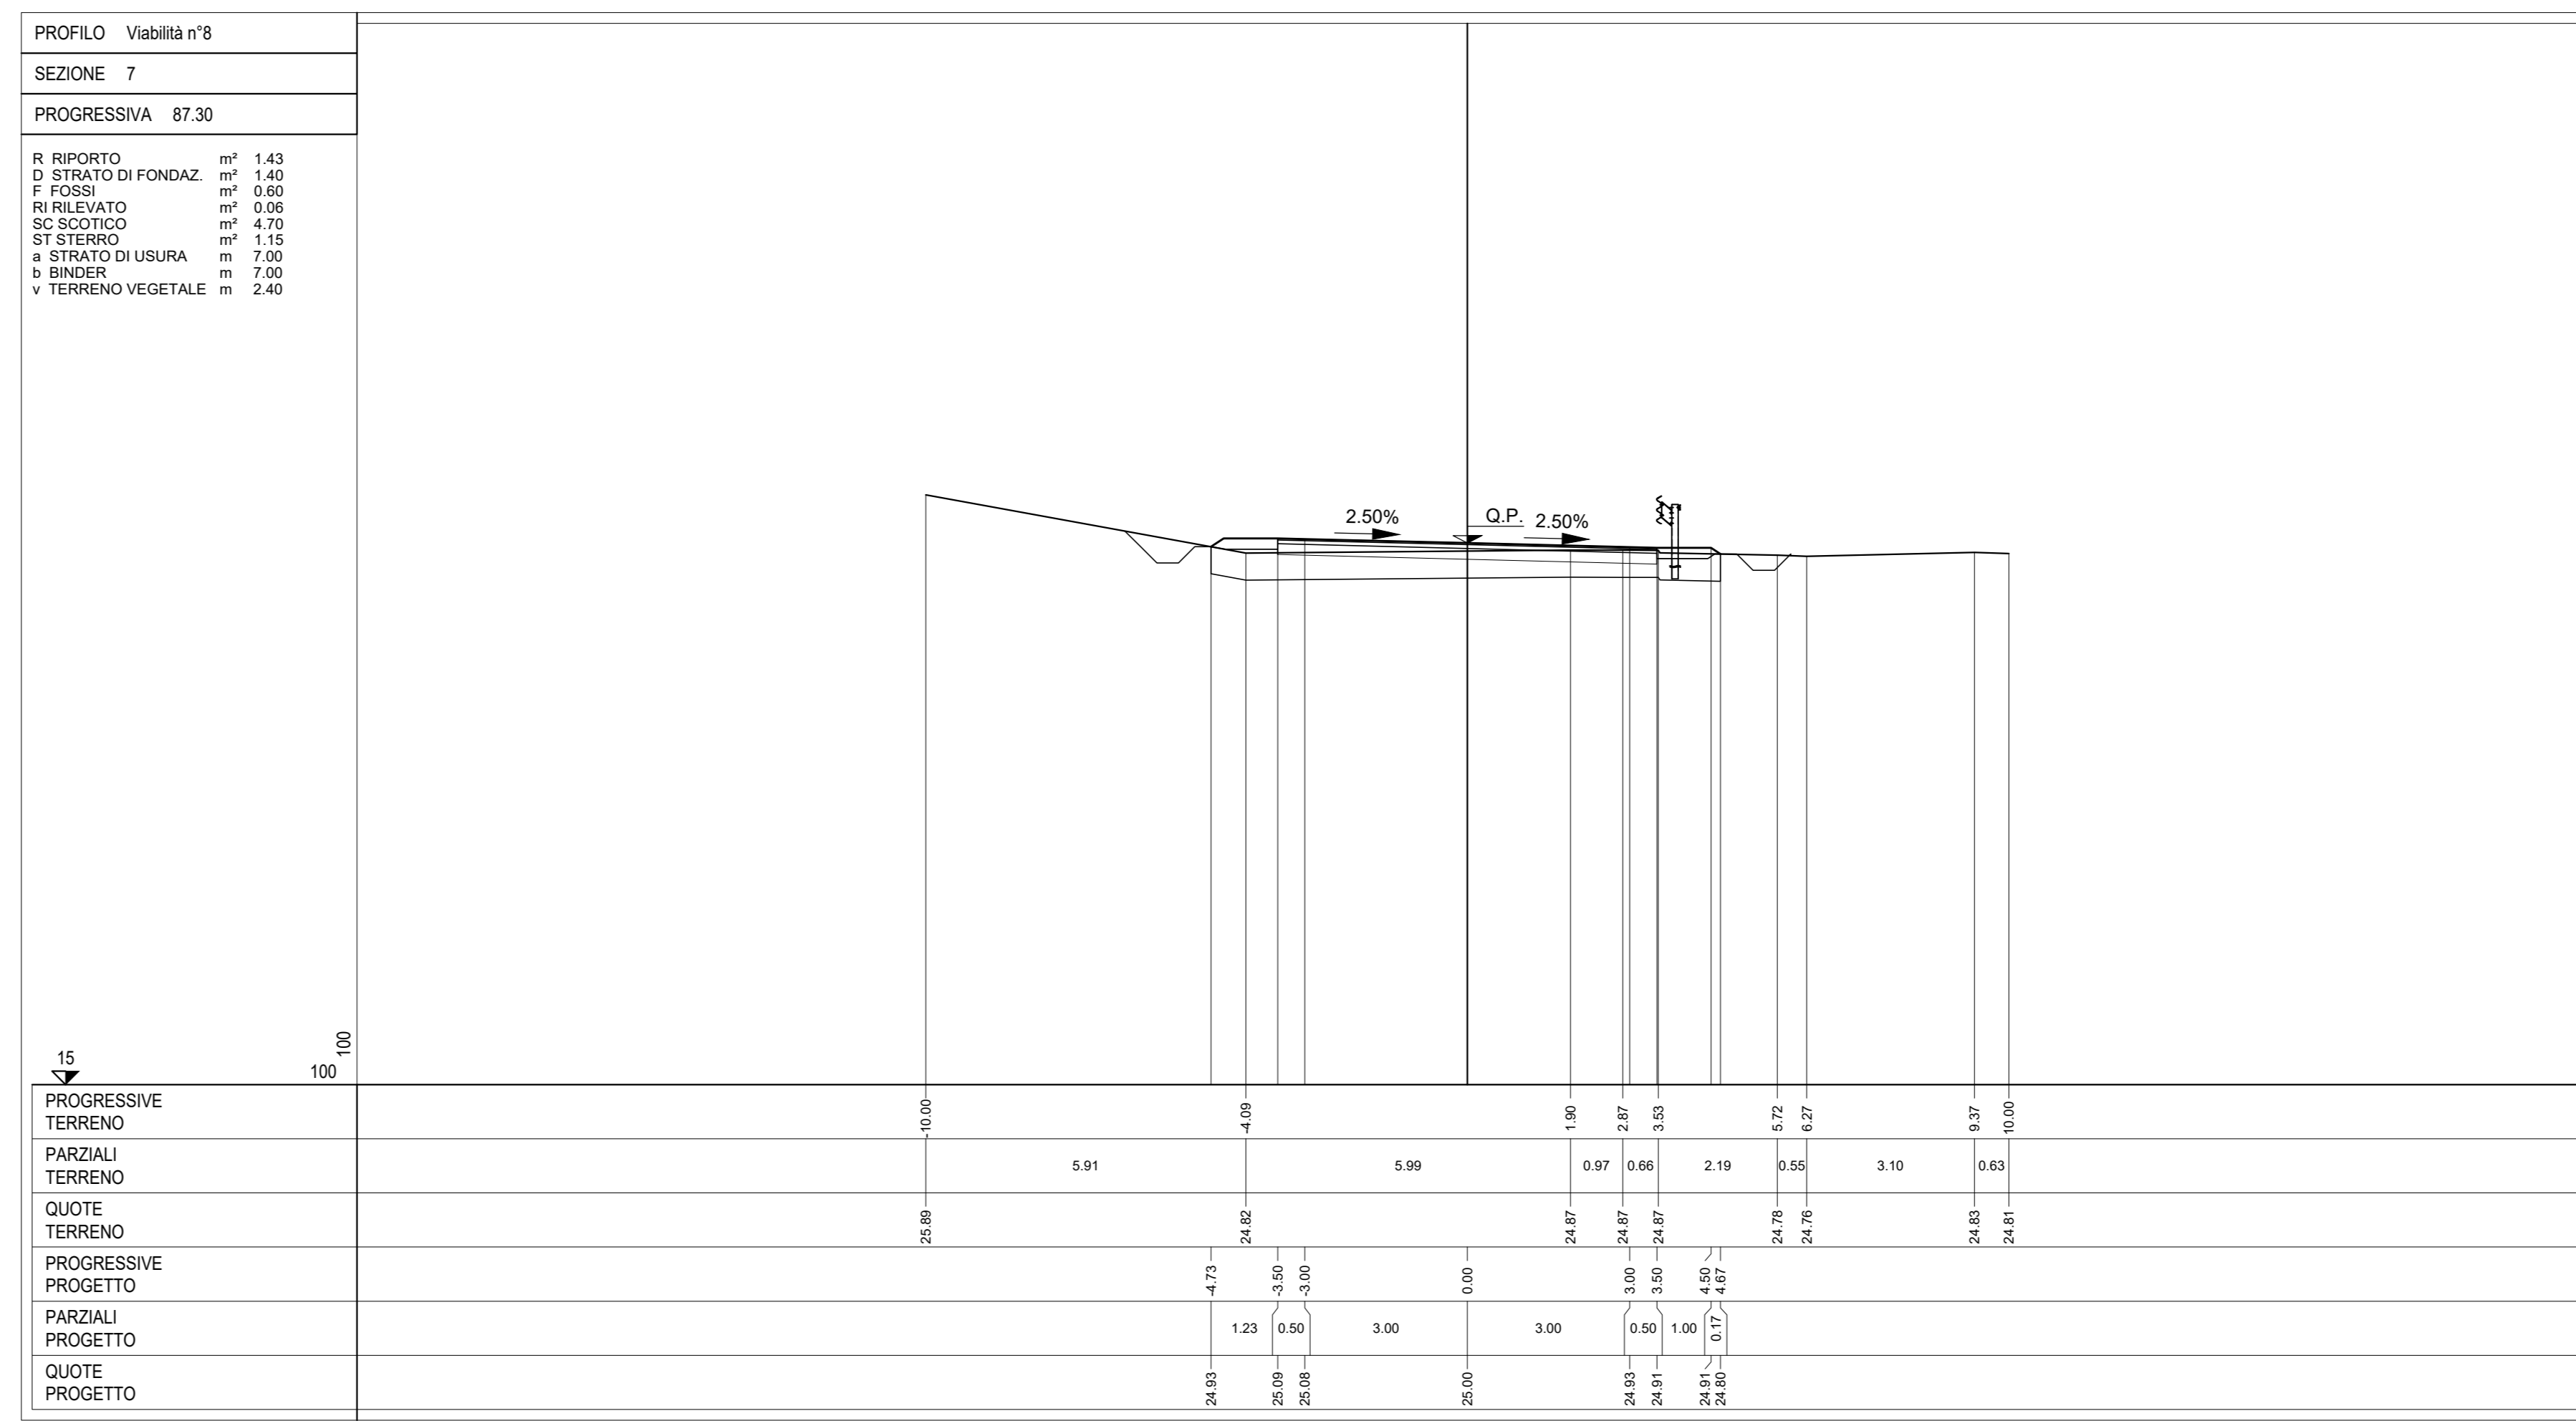 PROFILO Viabilità n°8
SEZIONE 7
PROGRESSIVA 87.30
R RIPORTO m² 1.43
D STRATO DI FONDAZ. m² 1.40
F FOSSI m² 0.60
RI RILEVATO m² 0.06
SC SCOTICO m² 4.70
ST STERRO m² 1.15
a STRATO DI USURA m 7.00
b BINDER m 7.00
v TERRENO VEGETALE m 2.40
2.50% Q.P. 2.50%
100
15 100
PROGRESSIVE
TERRENO
-10.00 -4.09 1.90 2.87 3.53 5.72 6.27 9.37 10.00
PARZIALI
TERRENO
5.91 5.99 0.97 0.66 2.19 0.55 3.10 0.63
QUOTE
TERRENO
25.89 24.82 24.87 24.87 24.87 24.78 24.76 24.83 24.81
PROGRESSIVE
PROGETTO
-4.73 -3.50 -3.00 0.00 3.00 3.50 4.50 4.67
PARZIALI
PROGETTO
1.23 0.50 3.00 3.00 0.50 1.00 0.17
QUOTE
PROGETTO
24.93 25.09 25.08 25.00 24.93 24.91 24.91 24.80